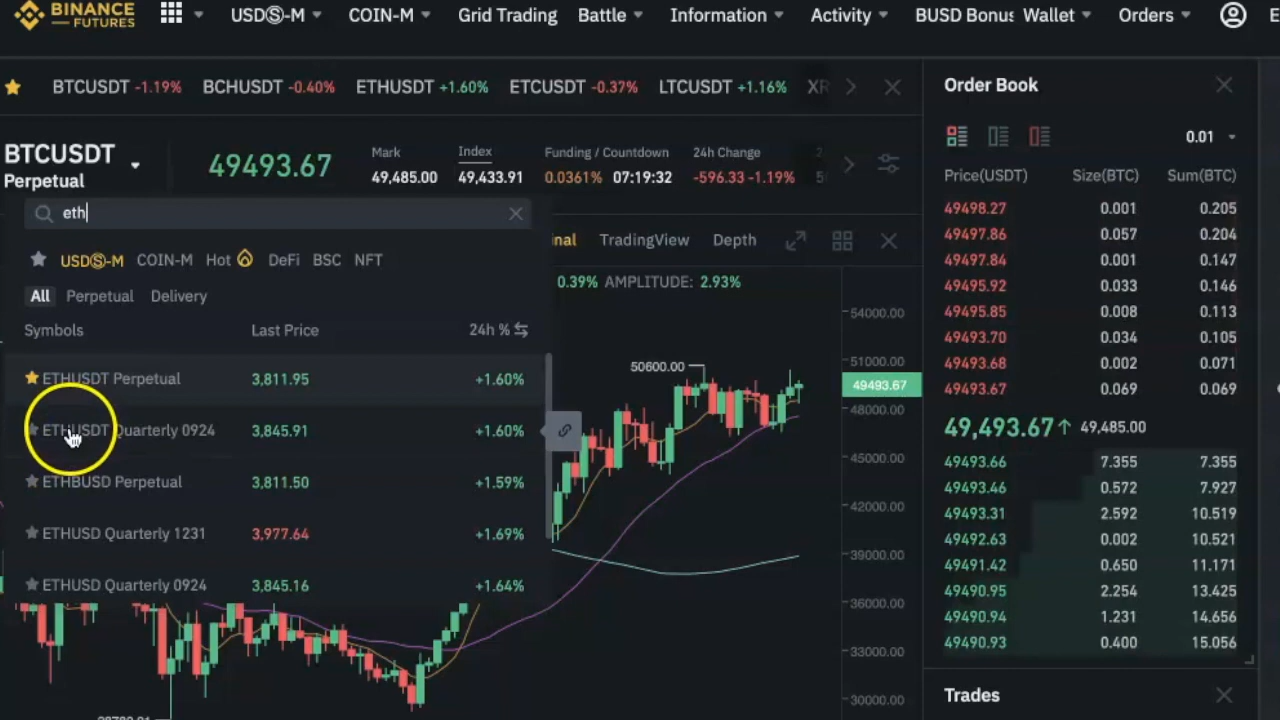 BINANCE FUTURES USDⓈ-M COIN-M Grid Trading Battle Information Activity BUSD Bonus Wallet Orders E
BTCUSDT -1.19% BCHUSDT -0.40% ETHUSDT +1.60% ETCUSDT -0.37% LTCUSDT +1.16% XR
BTCUSDT
Perpetual
49493.67
Mark
49,485.00
Index
49,433.91
Funding / Countdown
0.0361% 07:19:32
24h Change
-596.33 -1.19%
eth
USDⓈ-M COIN-M Hot DeFi BSC NFT
All Perpetual Delivery
Symbols Last Price 24h %
ETHUSDT Perpetual 3,811.95 +1.60%
ETHUSDT Quarterly 0924 3,845.91 +1.60%
ETHBUSD Perpetual 3,811.50 +1.59%
ETHUSD Quarterly 1231 3,977.64 +1.69%
ETHUSD Quarterly 0924 3,845.16 +1.64%
nal TradingView Depth
0.39% AMPLITUDE: 2.93%
50600.00
54000.00
51000.00
49493.67
48000.00
45000.00
42000.00
39000.00
36000.00
33000.00
30000.00
Order Book
0.01
Price(USDT) Size(BTC) Sum(BTC)
49498.27 0.001 0.205
49497.86 0.057 0.204
49497.84 0.001 0.147
49495.92 0.033 0.146
49495.85 0.008 0.113
49493.70 0.034 0.105
49493.68 0.002 0.071
49493.67 0.069 0.069
49,493.67↑ 49,485.00
49493.66 7.355 7.355
49493.46 0.572 7.927
49493.31 2.592 10.519
49492.63 0.002 10.521
49491.42 0.650 11.171
49490.95 2.254 13.425
49490.94 1.231 14.656
49490.93 0.400 15.056
Trades